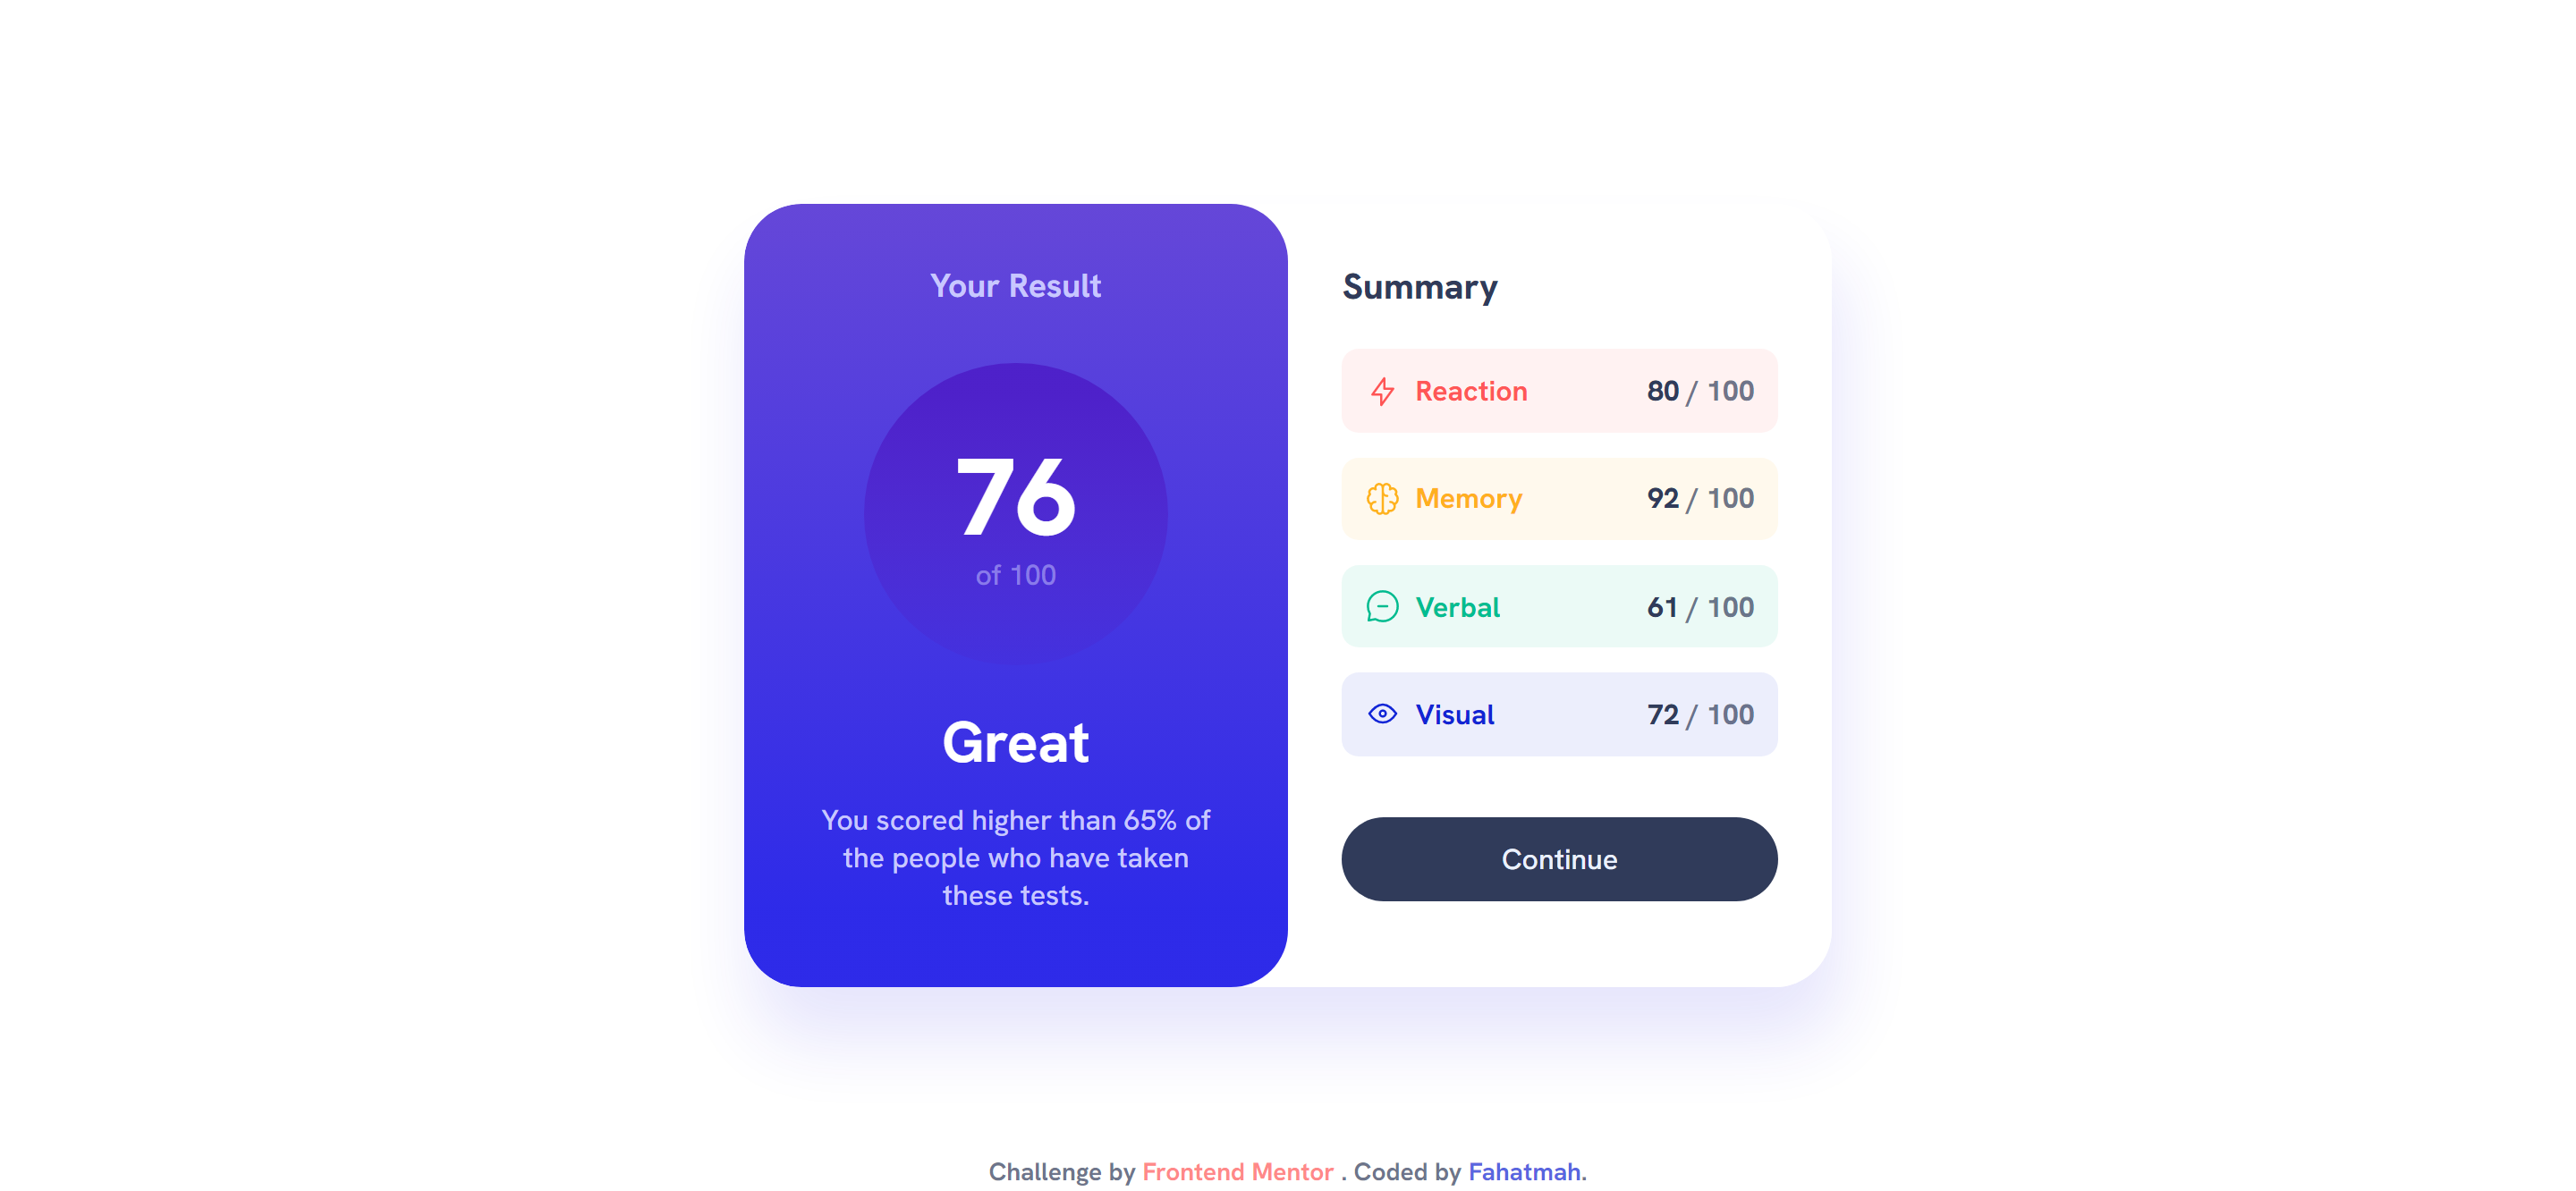 Your Result
76
of 100
Great
You scored higher than 65% of
the people who have taken
these tests.
Summary
Reaction 80 / 100
Memory 92 / 100
Verbal 61 / 100
Visual 72 / 100
Continue
Challenge by Frontend Mentor . Coded by Fahatmah.